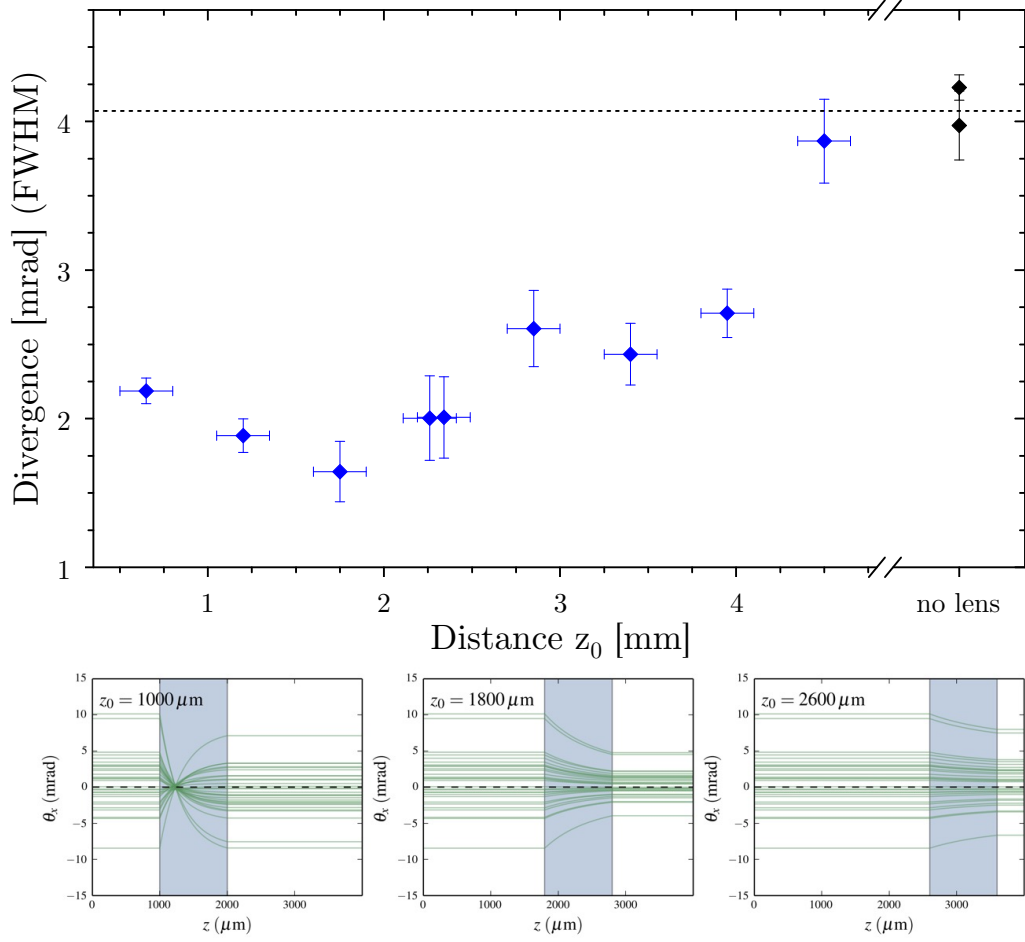 Divergence [mrad] (FWHM)
4
3
2
1
1 2 3 4 no lens
Distance z₀ [mm]
z₀ = 1000 μm
θₓ (mrad)
15
10
5
0
−5
−10
−15
0 1000 2000 3000
z (μm)
z₀ = 1800 μm
θₓ (mrad)
15
10
5
0
−5
−10
−15
0 1000 2000 3000
z (μm)
z₀ = 2600 μm
θₓ (mrad)
15
10
5
0
−5
−10
−15
0 1000 2000 3000
z (μm)